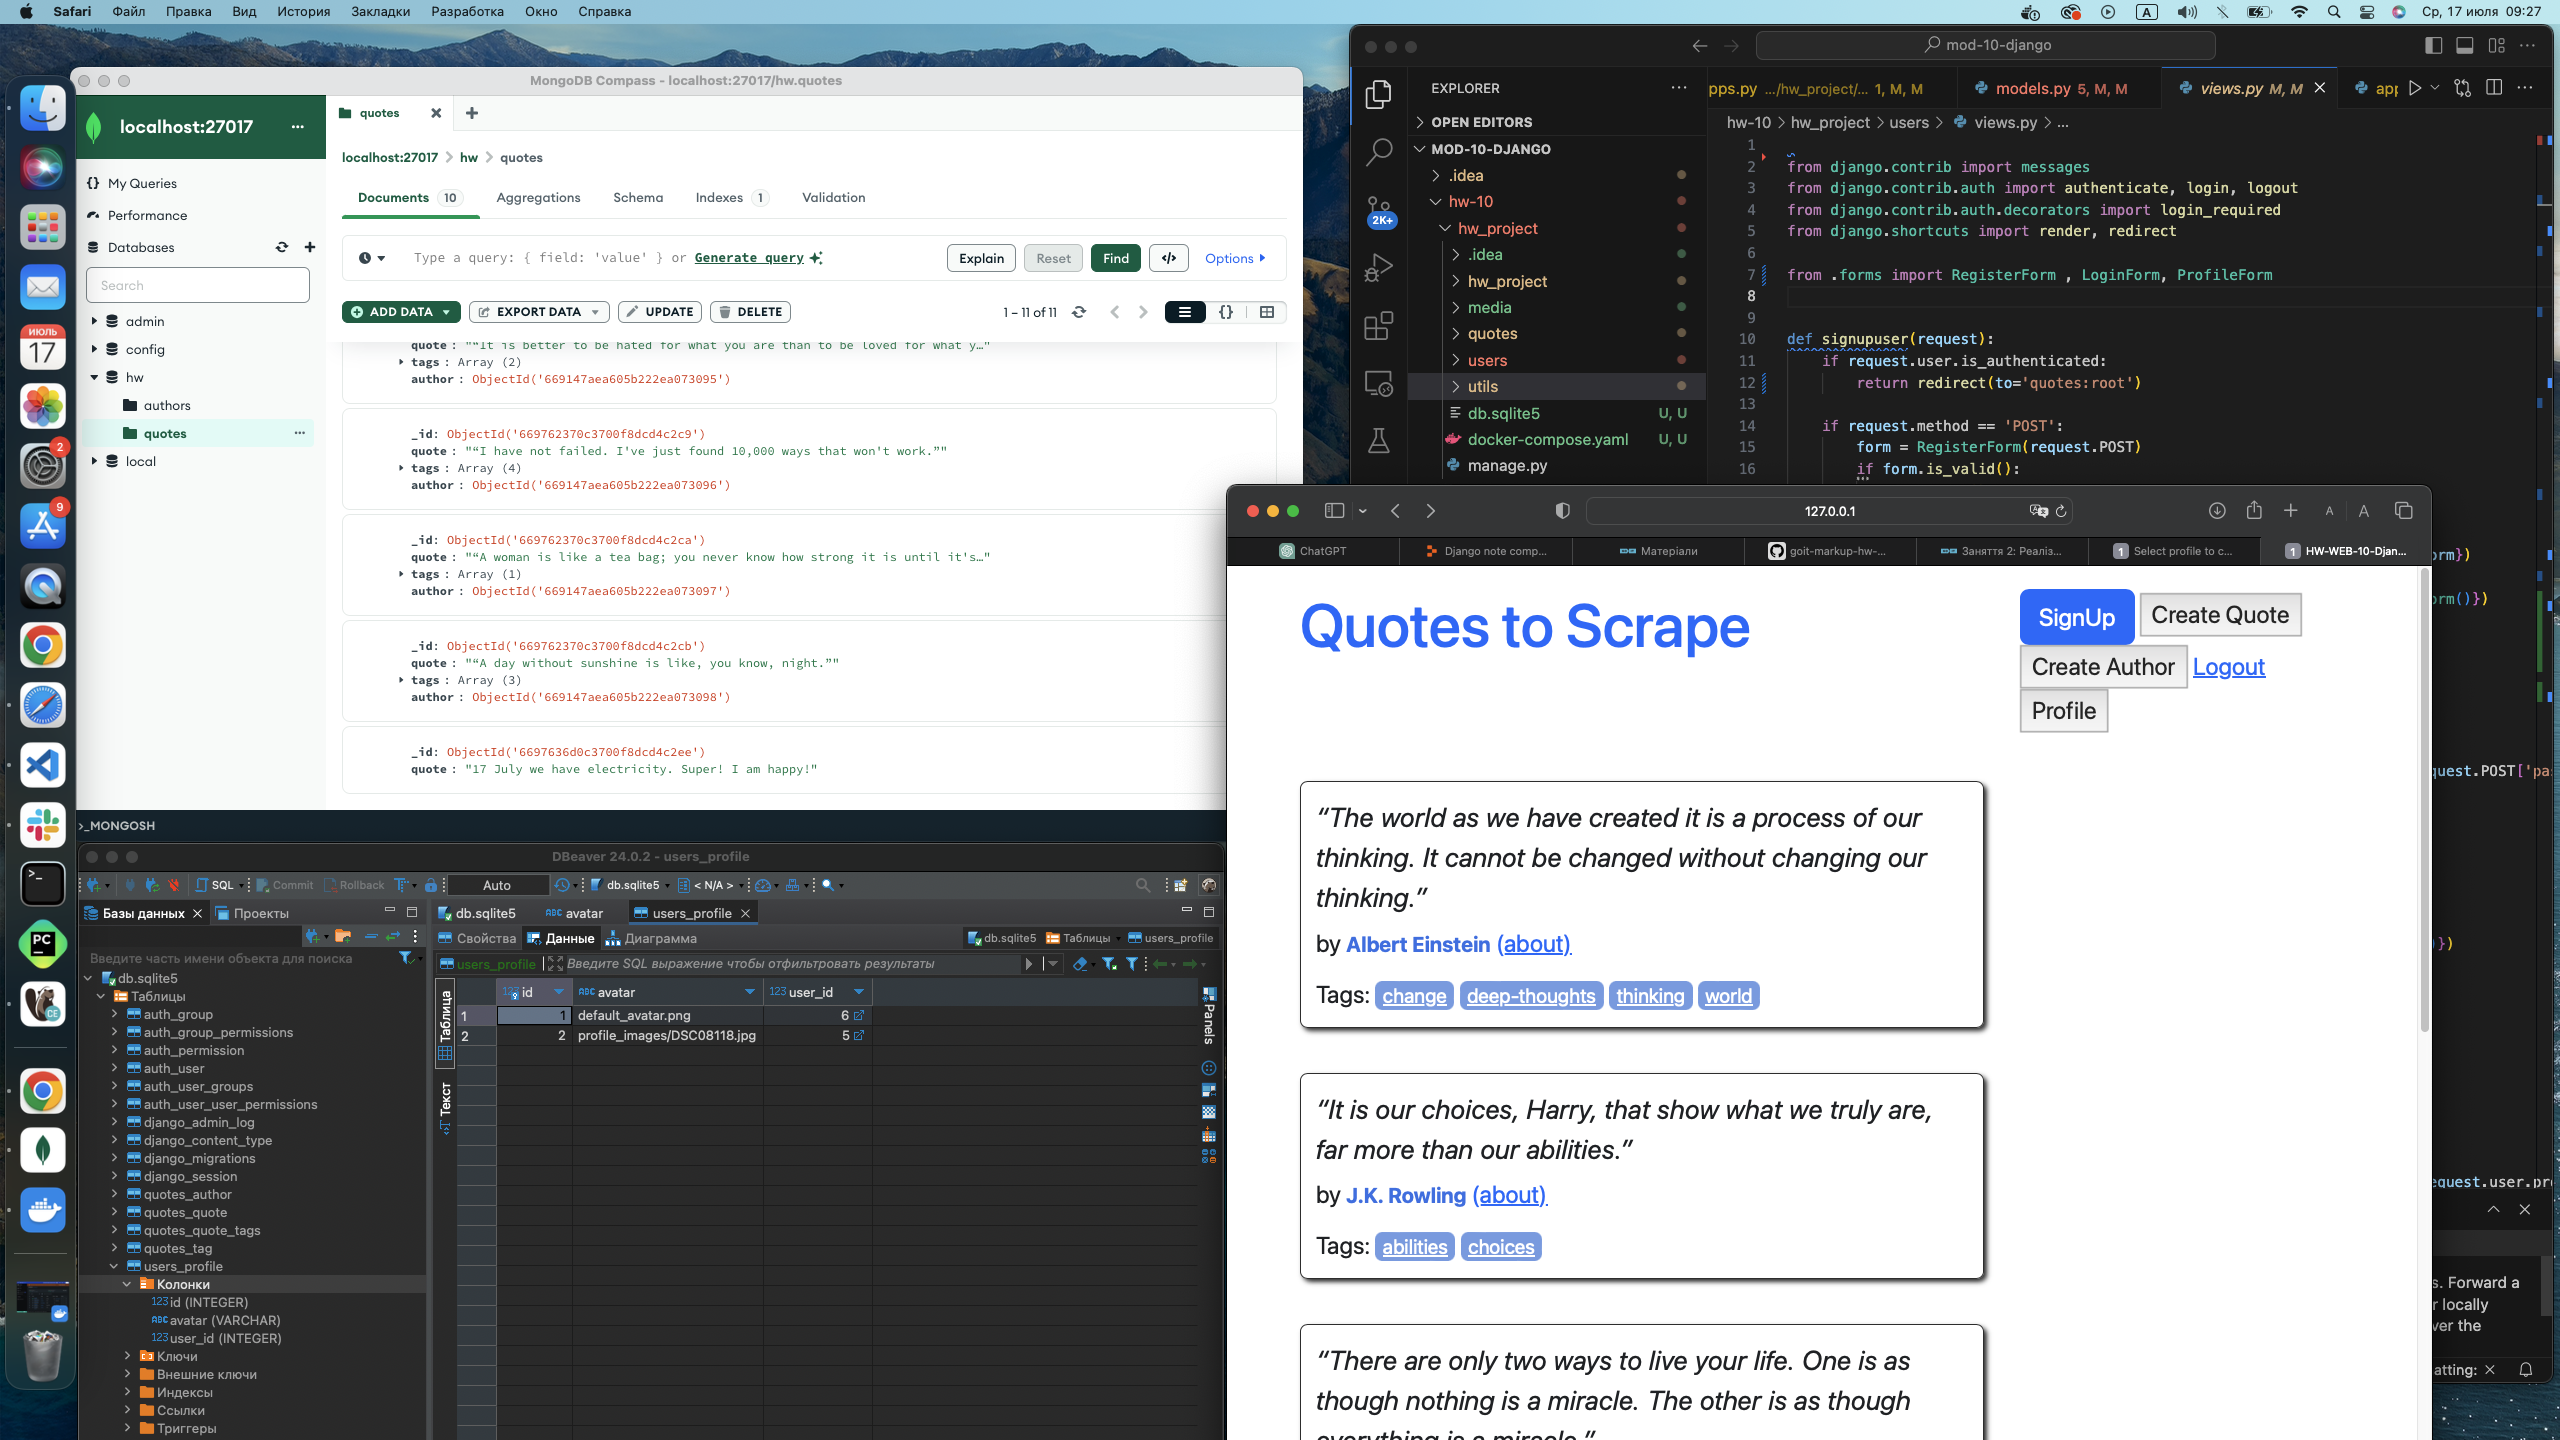 Safari Файл Правка Вид История Закладки Разработка Окно Справка
A Ср, 17 июля 09:27
MongoDB Compass - localhost:27017/hw.quotes
localhost:27017 ...
quotes
My Queries
Performance
Databases
Search
admin
config
hw
authors
quotes
local
localhost:27017 > hw > quotes
Documents 10 Aggregations Schema Indexes 1 Validation
Type a query: { field: 'value' } or Generate query
Explain Reset Find </> Options
ADD DATA EXPORT DATA UPDATE DELETE
1 – 11 of 11
quote : "“It is better to be hated for what you are than to be loved for what y…"
tags : Array (2)
author : ObjectId('669147aea605b222ea073095')
_id: ObjectId('669762370c3700f8dcd4c2c9')
quote : "“I have not failed. I've just found 10,000 ways that won't work.”"
tags : Array (4)
author : ObjectId('669147aea605b222ea073096')
_id: ObjectId('669762370c3700f8dcd4c2ca')
quote : "“A woman is like a tea bag; you never know how strong it is until it's…"
tags : Array (1)
author : ObjectId('669147aea605b222ea073097')
_id: ObjectId('669762370c3700f8dcd4c2cb')
quote : "“A day without sunshine is like, you know, night.”"
tags : Array (3)
author : ObjectId('669147aea605b222ea073098')
_id: ObjectId('6697636d0c3700f8dcd4c2ee')
quote : "17 July we have electricity. Super! I am happy!"
>_MONGOSH
ИЮЛЬ
17
2
9
PC
CE
mod-10-django
EXPLORER
OPEN EDITORS
MOD-10-DJANGO
.idea
hw-10
hw_project
.idea
hw_project
media
quotes
users
utils
db.sqlite5 U, U
docker-compose.yaml U, U
manage.py
2K+
pps.py .../hw_project/... 1, M, M
models.py 5, M, M
views.py M, M
app
hw-10 > hw_project > users > views.py > ...
1
2 from django.contrib import messages
3 from django.contrib.auth import authenticate, login, logout
4 from django.contrib.auth.decorators import login_required
5 from django.shortcuts import render, redirect
6
7 from .forms import RegisterForm , LoginForm, ProfileForm
8
9
10 def signupuser(request):
11 if request.user.is_authenticated:
12 return redirect(to='quotes:root')
13
14 if request.method == 'POST':
15 form = RegisterForm(request.POST)
16 if form.is_valid():
orm})
orm()})
quest.POST['pas
)})
equest.user.pro
s. Forward a
r locally
ver the
atting:
127.0.0.1
A A
ChatGPT
Django note comp...
Матеріали
goit-markup-hw-...
Заняття 2: Реаліз...
1 Select profile to c...
1 HW-WEB-10-Djan...
Quotes to Scrape
SignUp Create Quote
Create Author Logout
Profile
“The world as we have created it is a process of our
thinking. It cannot be changed without changing our
thinking.”
by Albert Einstein (about)
Tags: change deep-thoughts thinking world
“It is our choices, Harry, that show what we truly are,
far more than our abilities.”
by J.K. Rowling (about)
Tags: abilities choices
“There are only two ways to live your life. One is as
though nothing is a miracle. The other is as though
everything is a miracle.”
DBeaver 24.0.2 - users_profile
SQL Commit Rollback Auto db.sqlite5 < N/A >
Базы данных Проекты
db.sqlite5 avatar users_profile
Свойства Данные Диаграмма
db.sqlite5 Таблицы users_profile
Введите часть имени объекта для поиска
users_profile Введите SQL выражение чтобы отфильтровать результаты
db.sqlite5
Таблицы
auth_group
auth_group_permissions
auth_permission
auth_user
auth_user_groups
auth_user_user_permissions
django_admin_log
django_content_type
django_migrations
django_session
quotes_author
quotes_quote
quotes_quote_tags
quotes_tag
users_profile
Колонки
123 id (INTEGER)
ABC avatar (VARCHAR)
123 user_id (INTEGER)
Ключи
Внешние ключи
Индексы
Ссылки
Триггеры
Таблица
Текст
123 id ABC avatar 123 user_id
1 1 default_avatar.png 6
2 2 profile_images/DSC08118.jpg 5
Panels